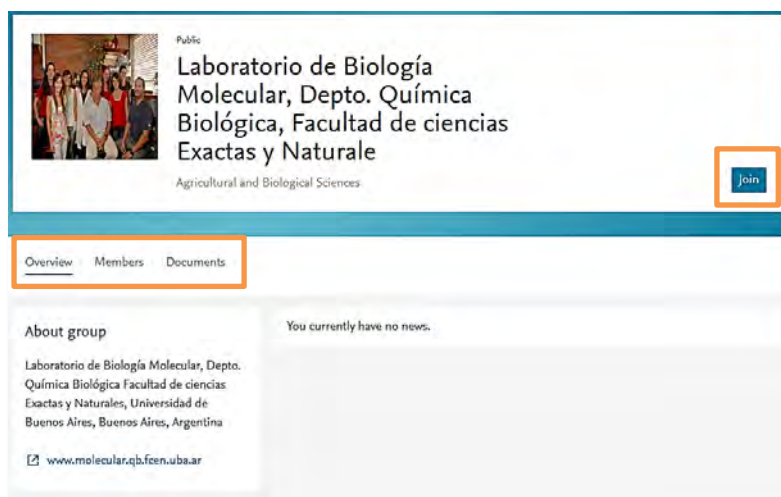 Public
Laboratorio de Biología
Molecular, Depto. Química
Biológica, Facultad de ciencias
Exactas y Naturale
Agricultural and Biological Sciences
Join
Overview Members Documents
About group
Laboratorio de Biología Molecular, Depto.
Química Biológica Facultad de ciencias
Exactas y Naturales, Universidad de
Buenos Aires, Buenos Aires, Argentina
www.molecular.qb.fcen.uba.ar
You currently have no news.